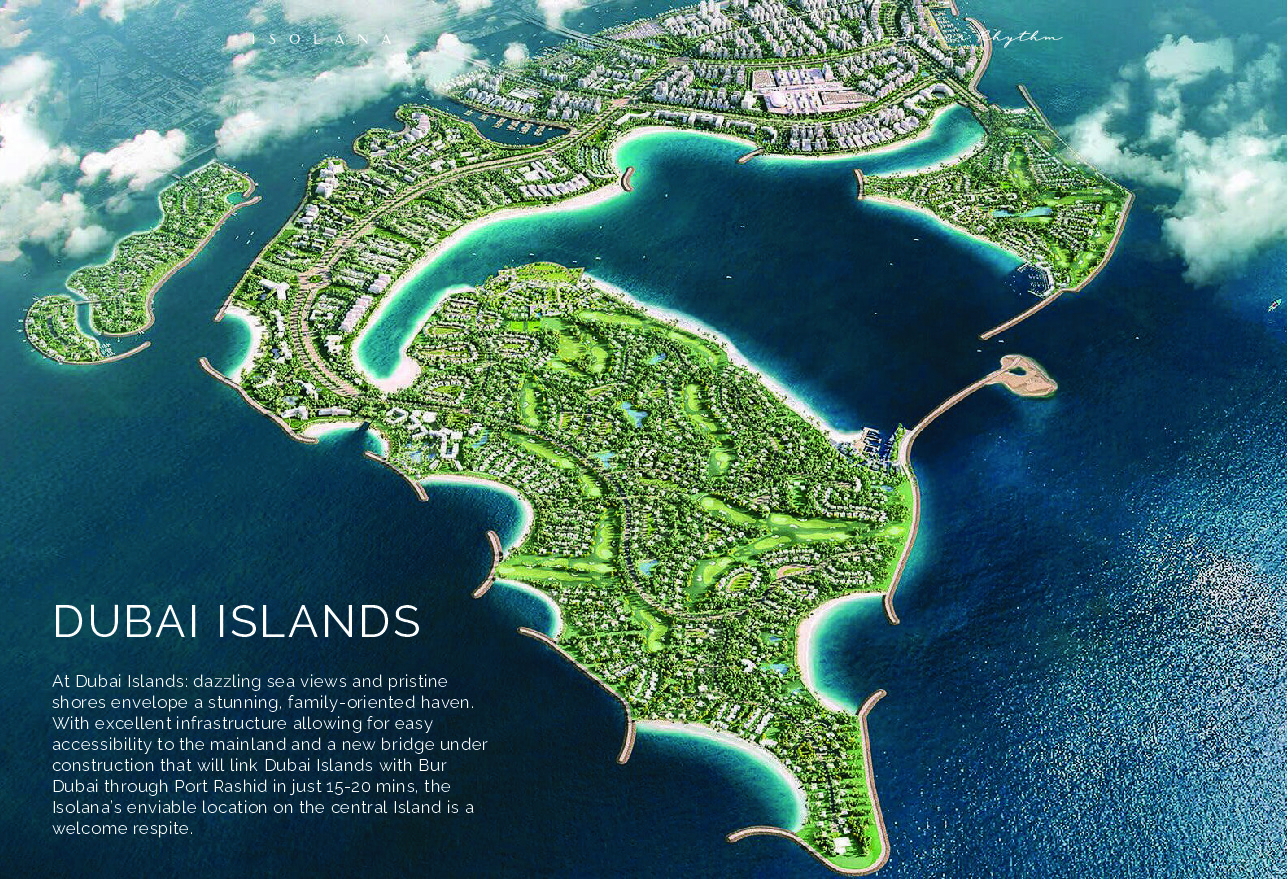 ISOLANA
Rhythm
DUBAI ISLANDS
At Dubai Islands: dazzling sea views and pristine
shores envelope a stunning, family-oriented haven.
With excellent infrastructure allowing for easy
accessibility to the mainland and a new bridge under
construction that will link Dubai Islands with Bur
Dubai through Port Rashid in just 15-20 mins, the
Isolana's enviable location on the central Island is a
welcome respite.